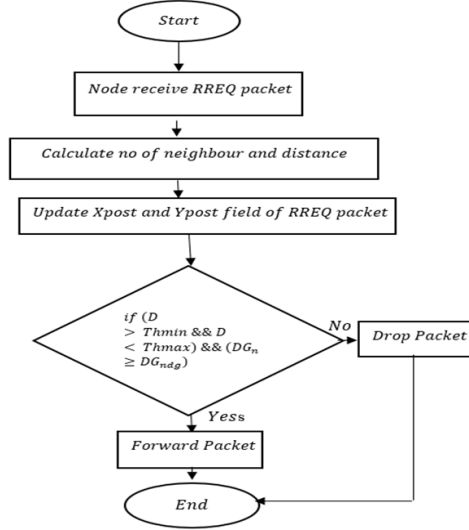 Start
Node receive RREQ packet
Calculate no of neighbour and distance
Update Xpost and Ypost field of RREQ packet
if (D
> Thmin && D
< Thmax) && (DGn
≥ DGndg)
No
Drop Packet
Yess
Forward Packet
End